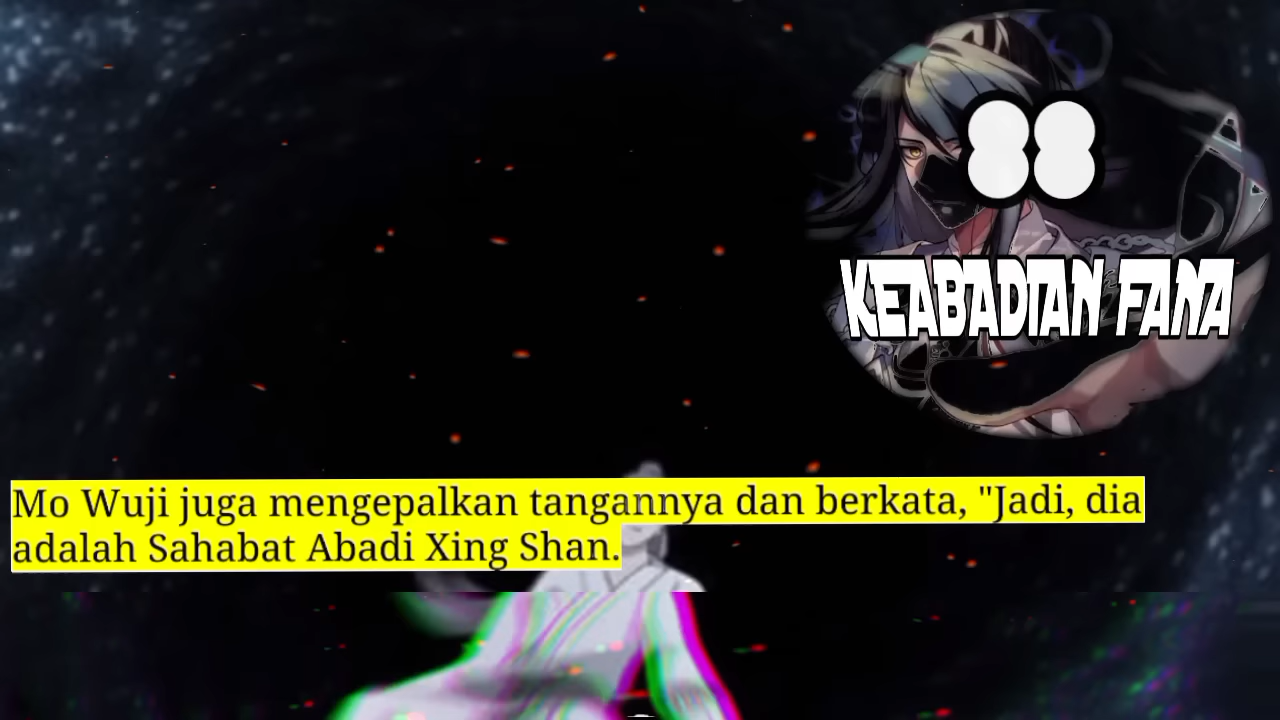 88
KEABADIAN FANA
Mo Wuji juga mengepalkan tangannya dan berkata, "Jadi, dia
adalah Sahabat Abadi Xing Shan.